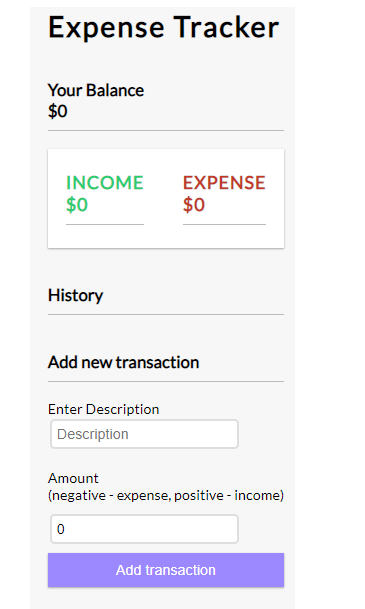 Expense Tracker
Your Balance
$0
INCOME
$0
EXPENSE
$0
History
Add new transaction
Enter Description
Description
Amount
(negative - expense, positive - income)
0
Add transaction